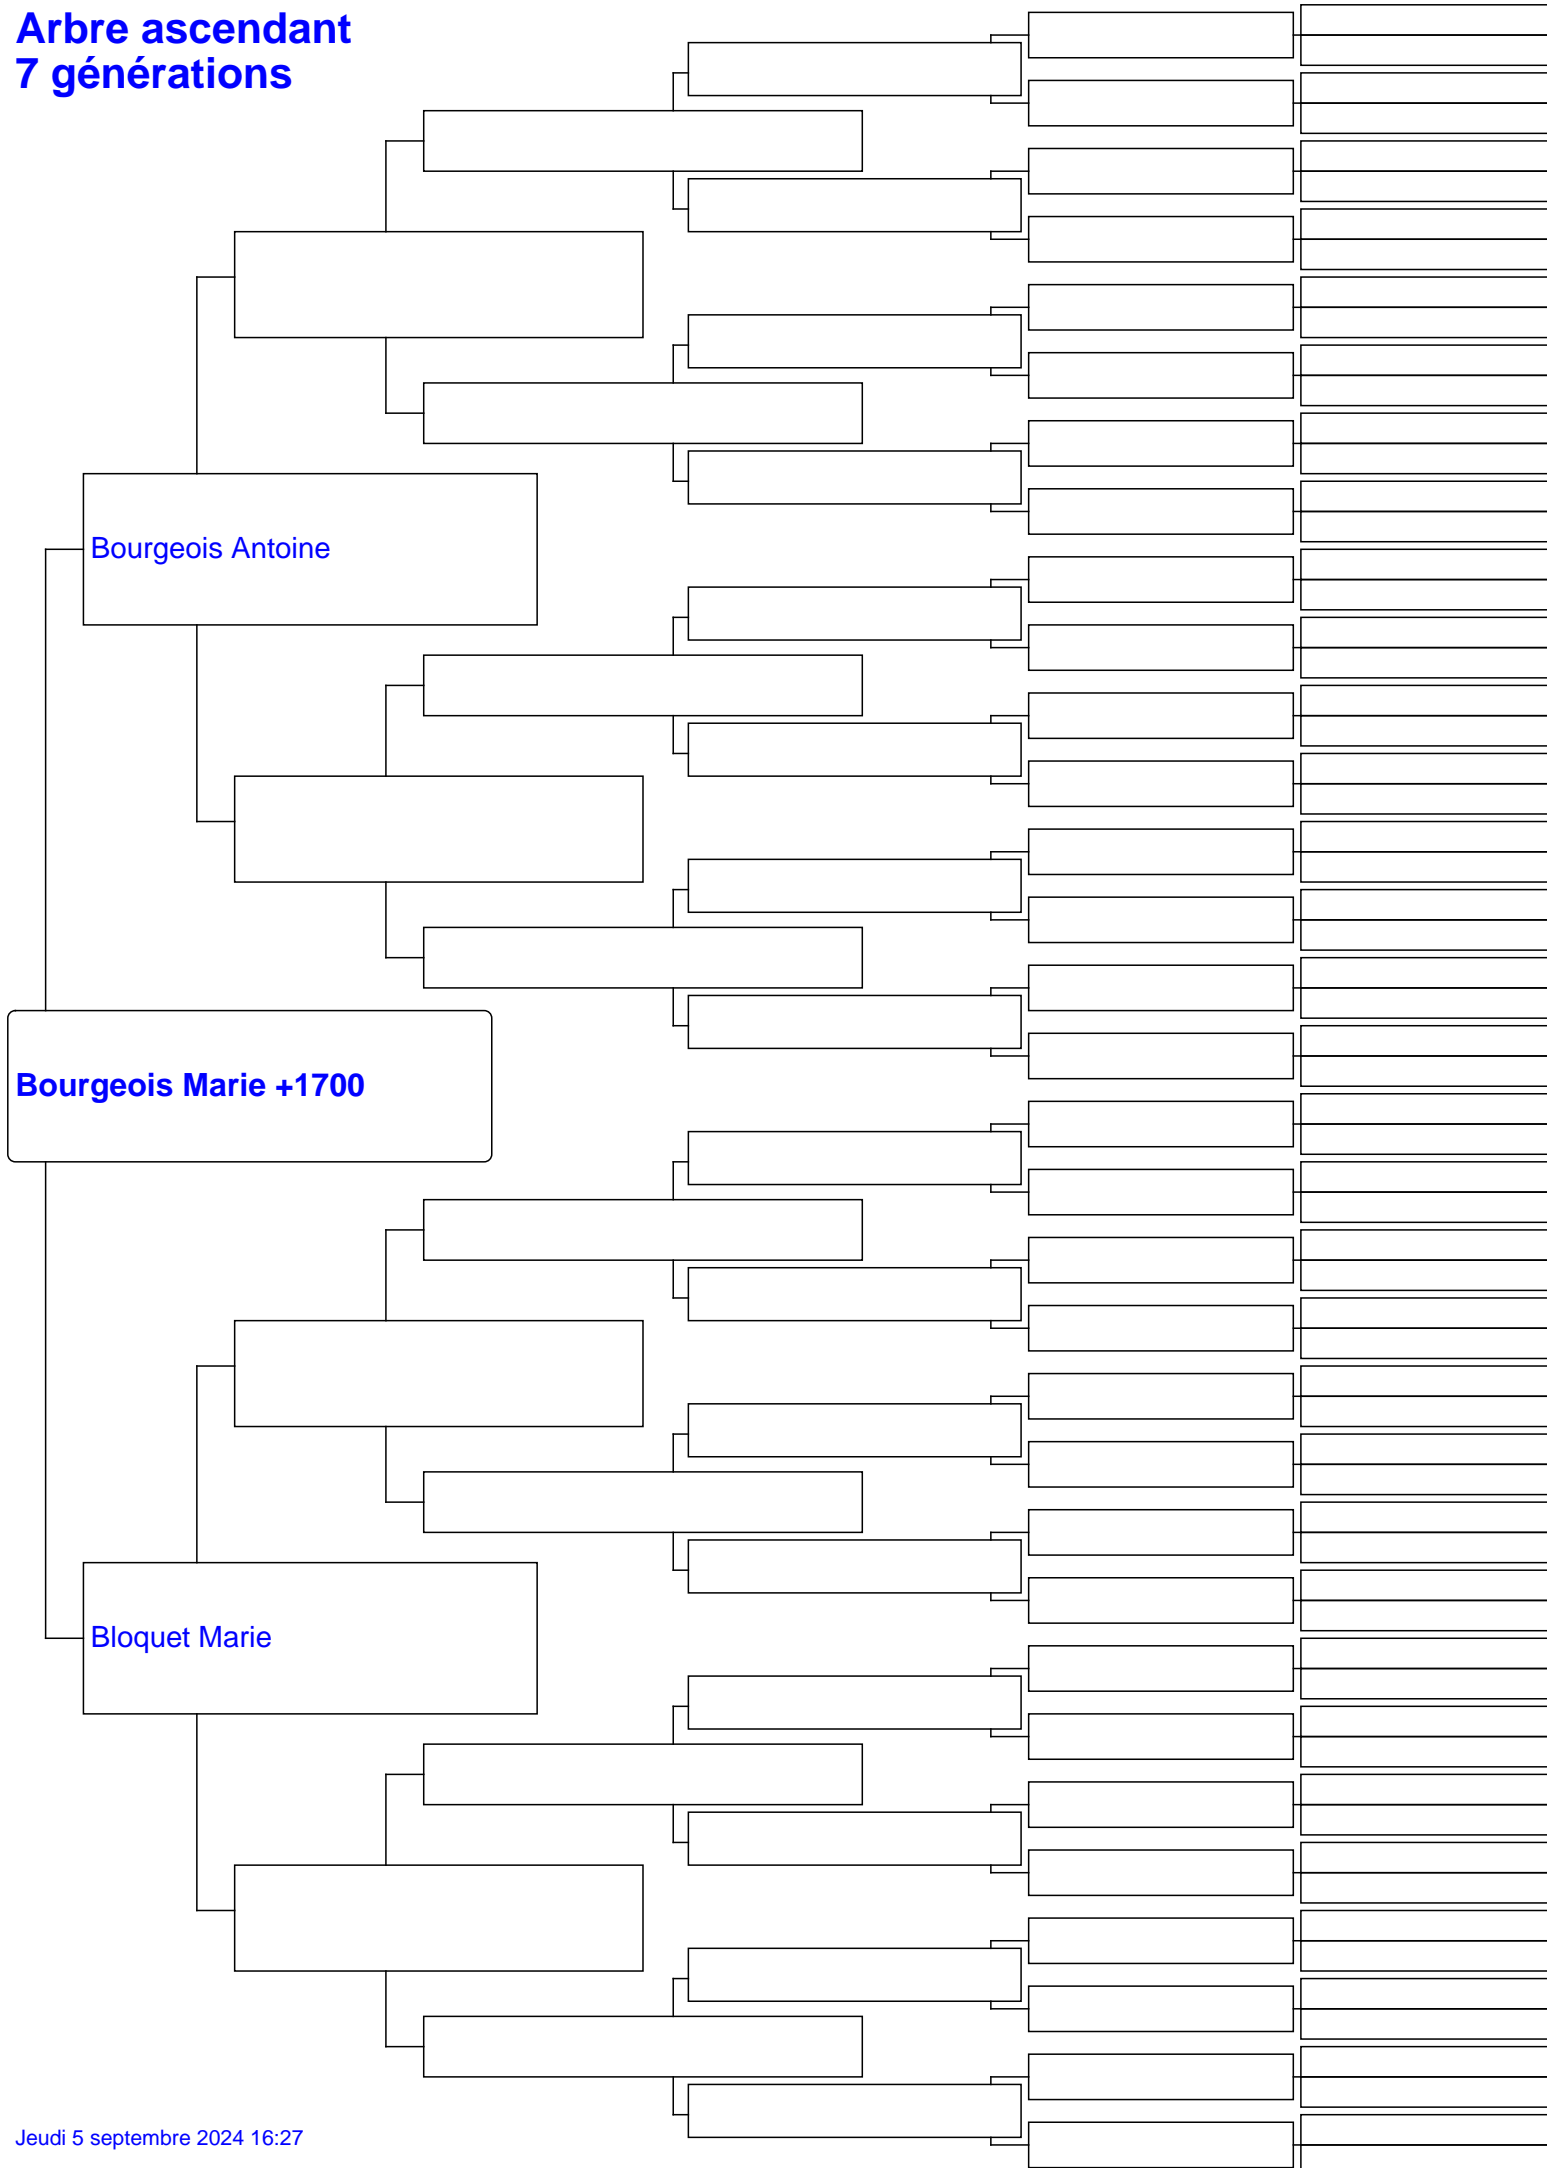 Arbre ascendant
7 générations
Bourgeois Antoine
Bourgeois Marie +1700
Bloquet Marie
Jeudi 5 septembre 2024 16:27